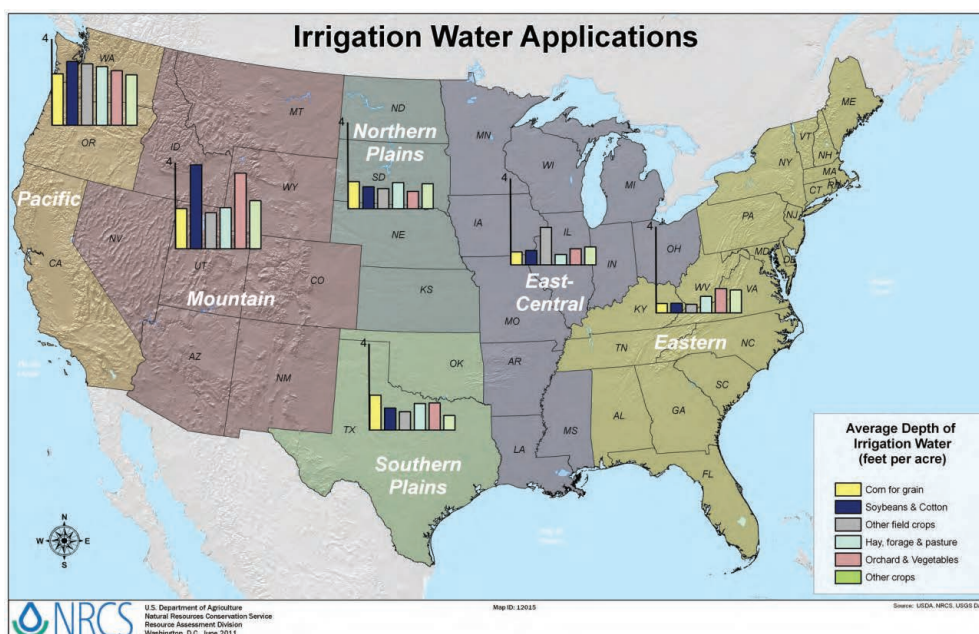 Irrigation Water Applications
4
WA
OR
Pacific
CA
NV
ID
MT
WY
4
UT
CO
Mountain
AZ
NM
ND
Northern
Plains
4
SD
NE
KS
4
OK
TX
Southern
Plains
MN
WI
MI
IA
4
IL
IN
OH
East-
Central
MO
AR
LA
MS
4
ME
VT
NH
NY
MA
CT
RI
PA
NJ
MD
DE
WV
VA
KY
Eastern
TN
NC
SC
AL
GA
FL
N
W
E
S
Average Depth of
Irrigation Water
(feet per acre)
Corn for grain
Soybeans & Cotton
Other field crops
Hay, forage & pasture
Orchard & Vegetables
Other crops
NRCS
U.S. Department of Agriculture
Natural Resources Conservation Service
Resource Assessment Division
Washington, D.C. June 2011
Map ID: 12015
Source: USDA, NRCS, USGS Da